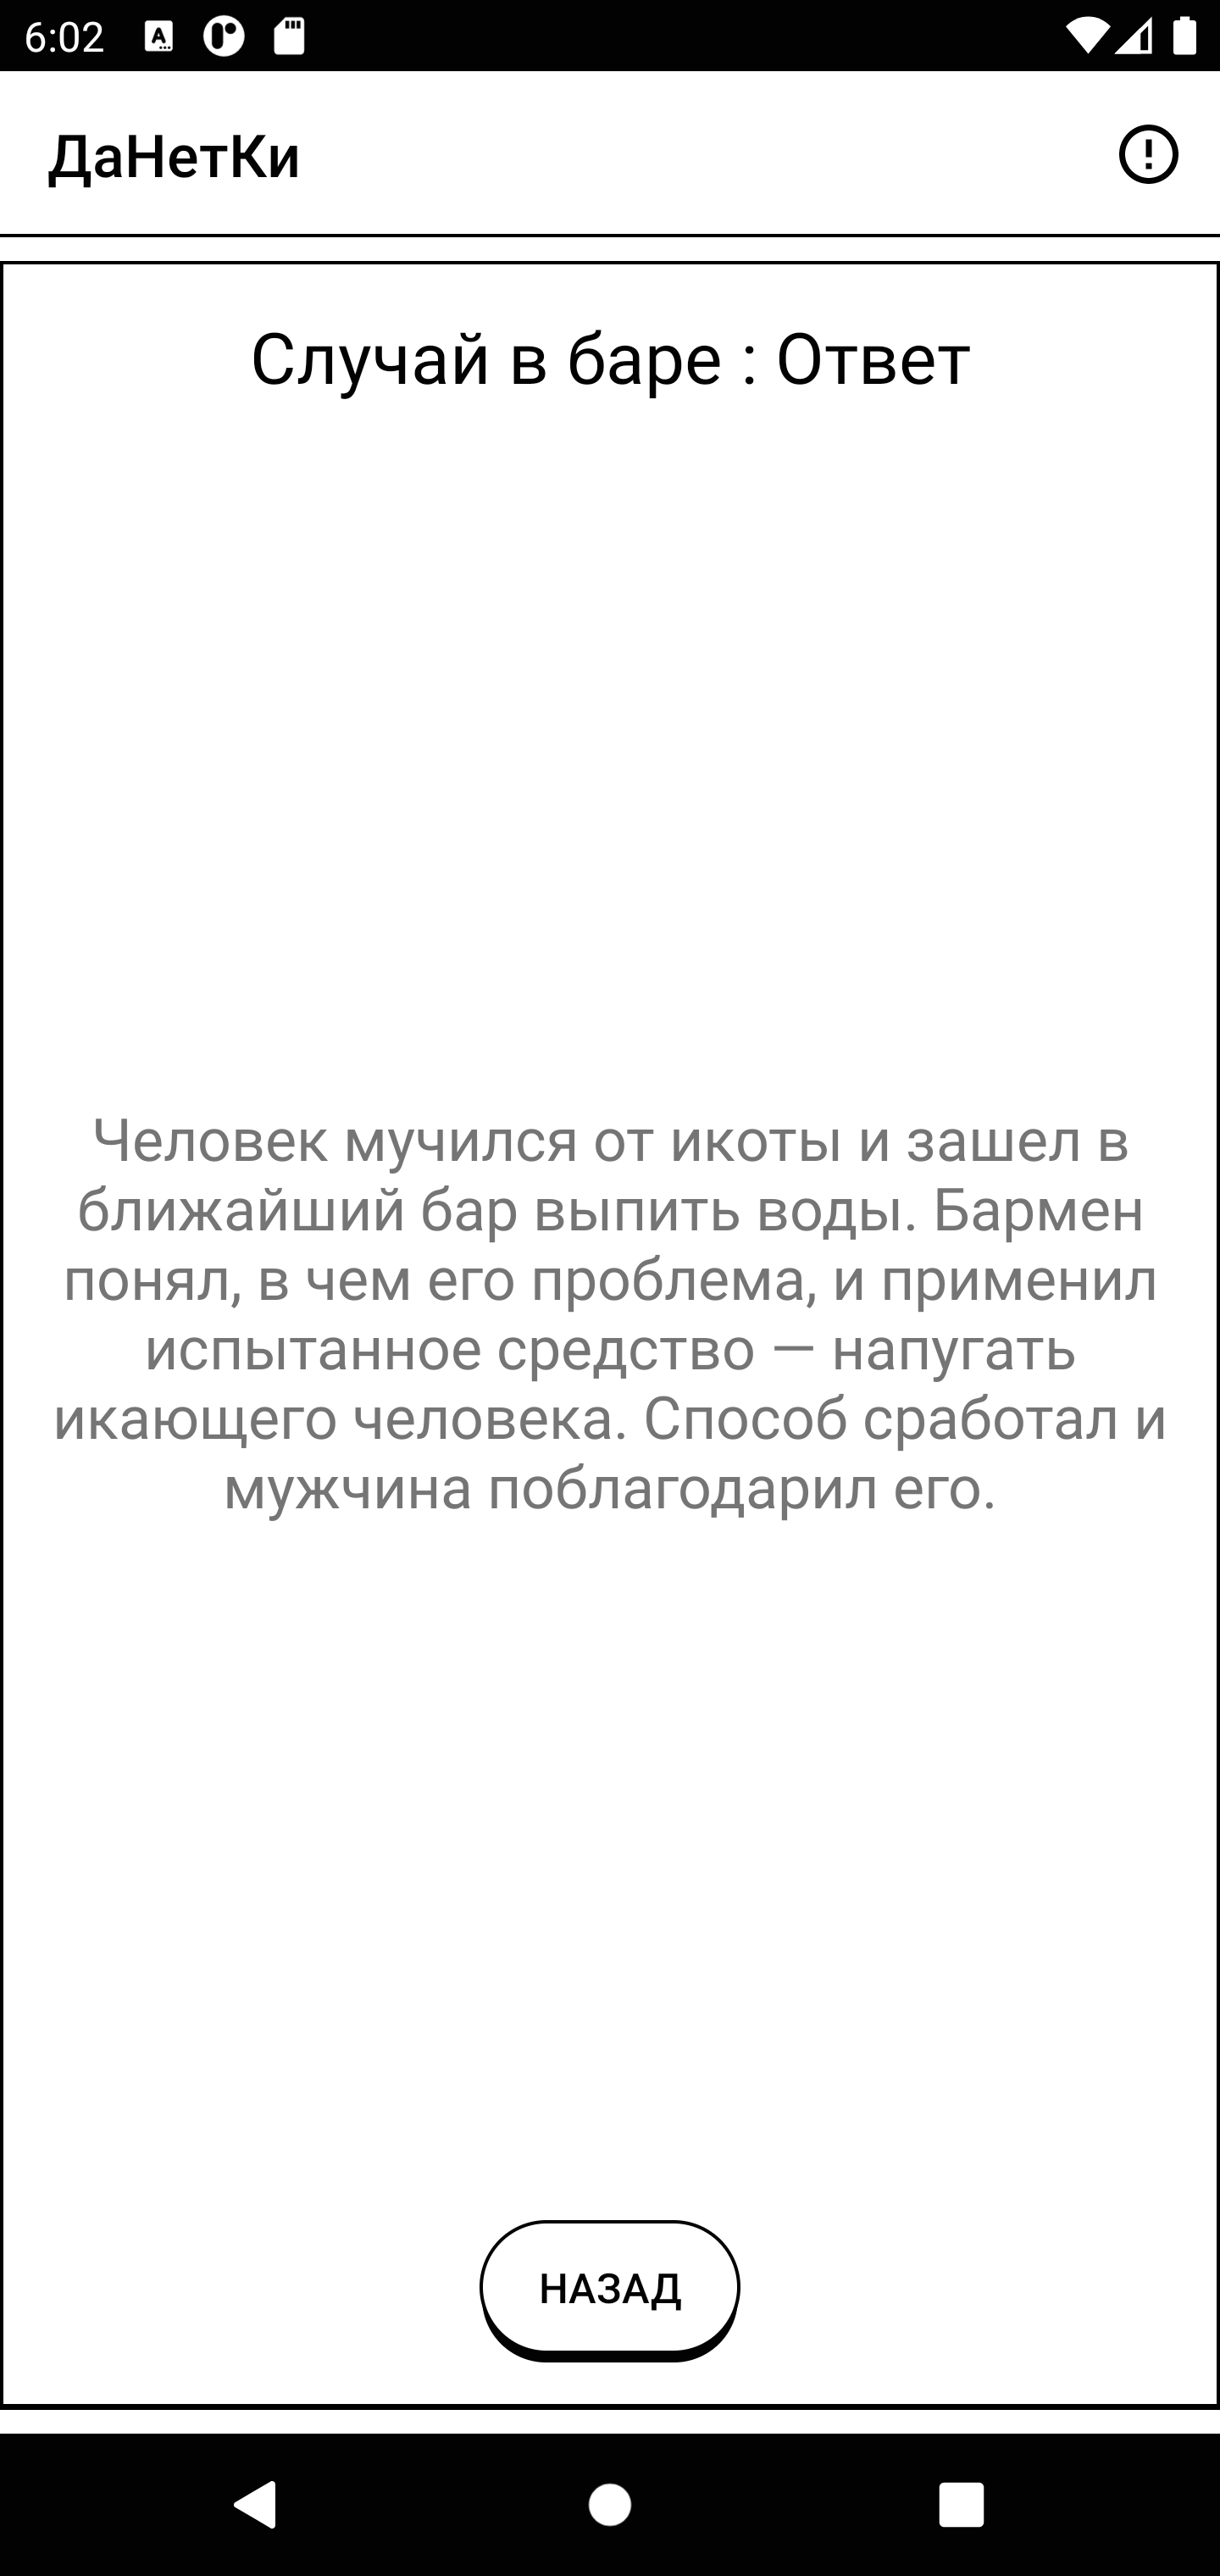 6:02
ДаНетКи
Случай в баре : Ответ
Человек мучился от икоты и зашел в
ближайший бар выпить воды. Бармен
понял, в чем его проблема, и применил
испытанное средство — напугать
икающего человека. Способ сработал и
мужчина поблагодарил его.
НАЗАД